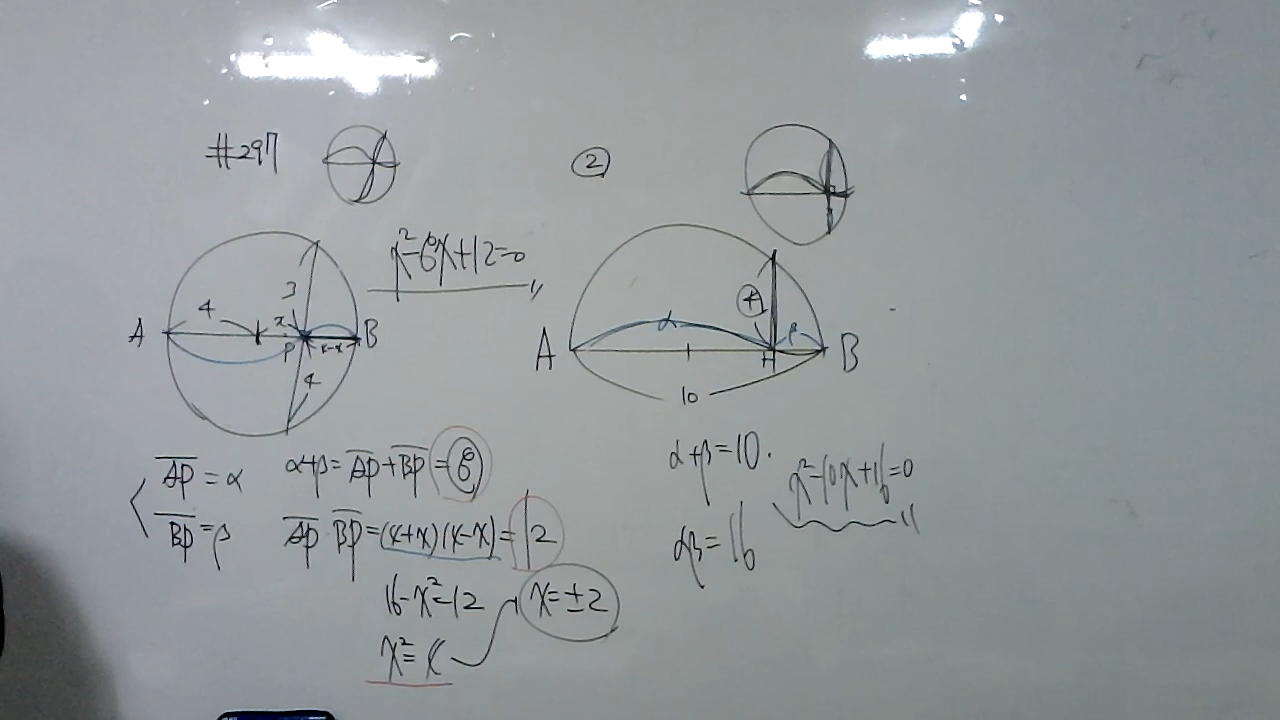 #297
x²-8x+12=0
A
4
3
x
P
4-x
B
4
AP=α
BP=β
α+β=AP+BP=8
AP BP=(4+x)(4-x)=12
16-x²=12
x²=4
x=±2
②
A
α
4
β
H
B
10
α+β=10.
αβ=16
x²-10x+16=0